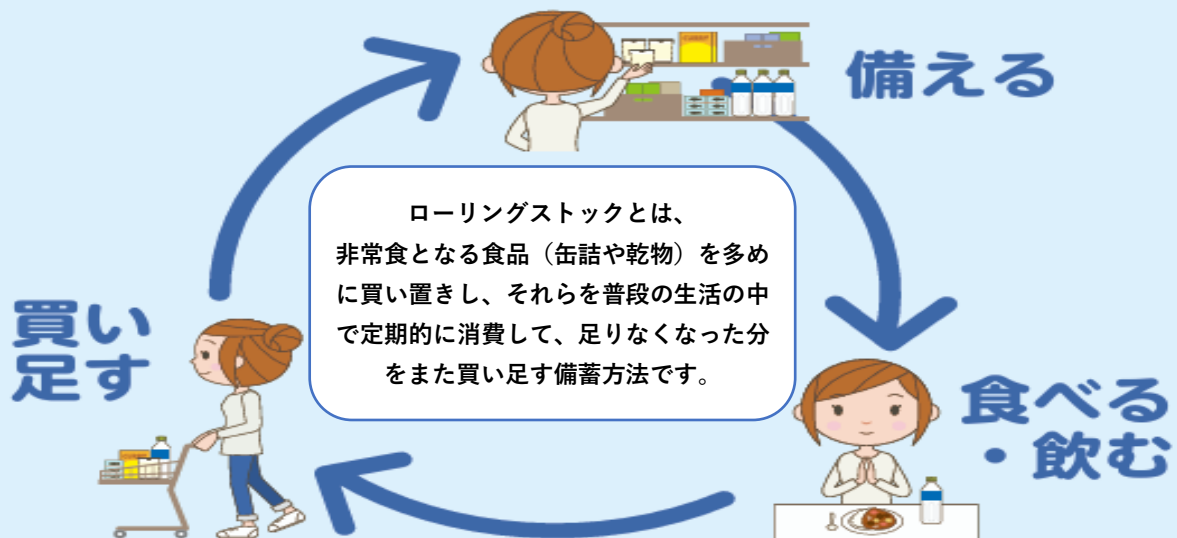 備える
ローリングストックとは、
非常食となる食品（缶詰や乾物）を多め
に買い置きし、それらを普段の生活の中
で定期的に消費して、足りなくなった分
をまた買い足す備蓄方法です。
買い
足す
食べる
・飲む